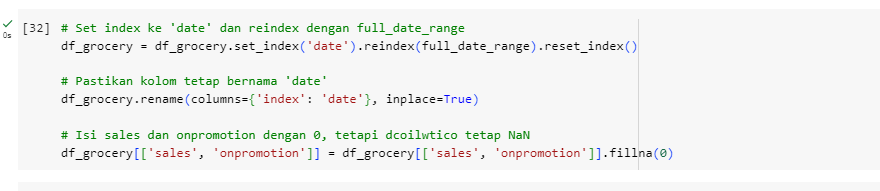 [32] # Set index ke 'date' dan reindex dengan full_date_range
0s
df_grocery = df_grocery.set_index('date').reindex(full_date_range).reset_index()
# Pastikan kolom tetap bernama 'date'
df_grocery.rename(columns={'index': 'date'}, inplace=True)
# Isi sales dan onpromotion dengan 0, tetapi dcoilwtico tetap NaN
df_grocery[['sales', 'onpromotion']] = df_grocery[['sales', 'onpromotion']].fillna(0)